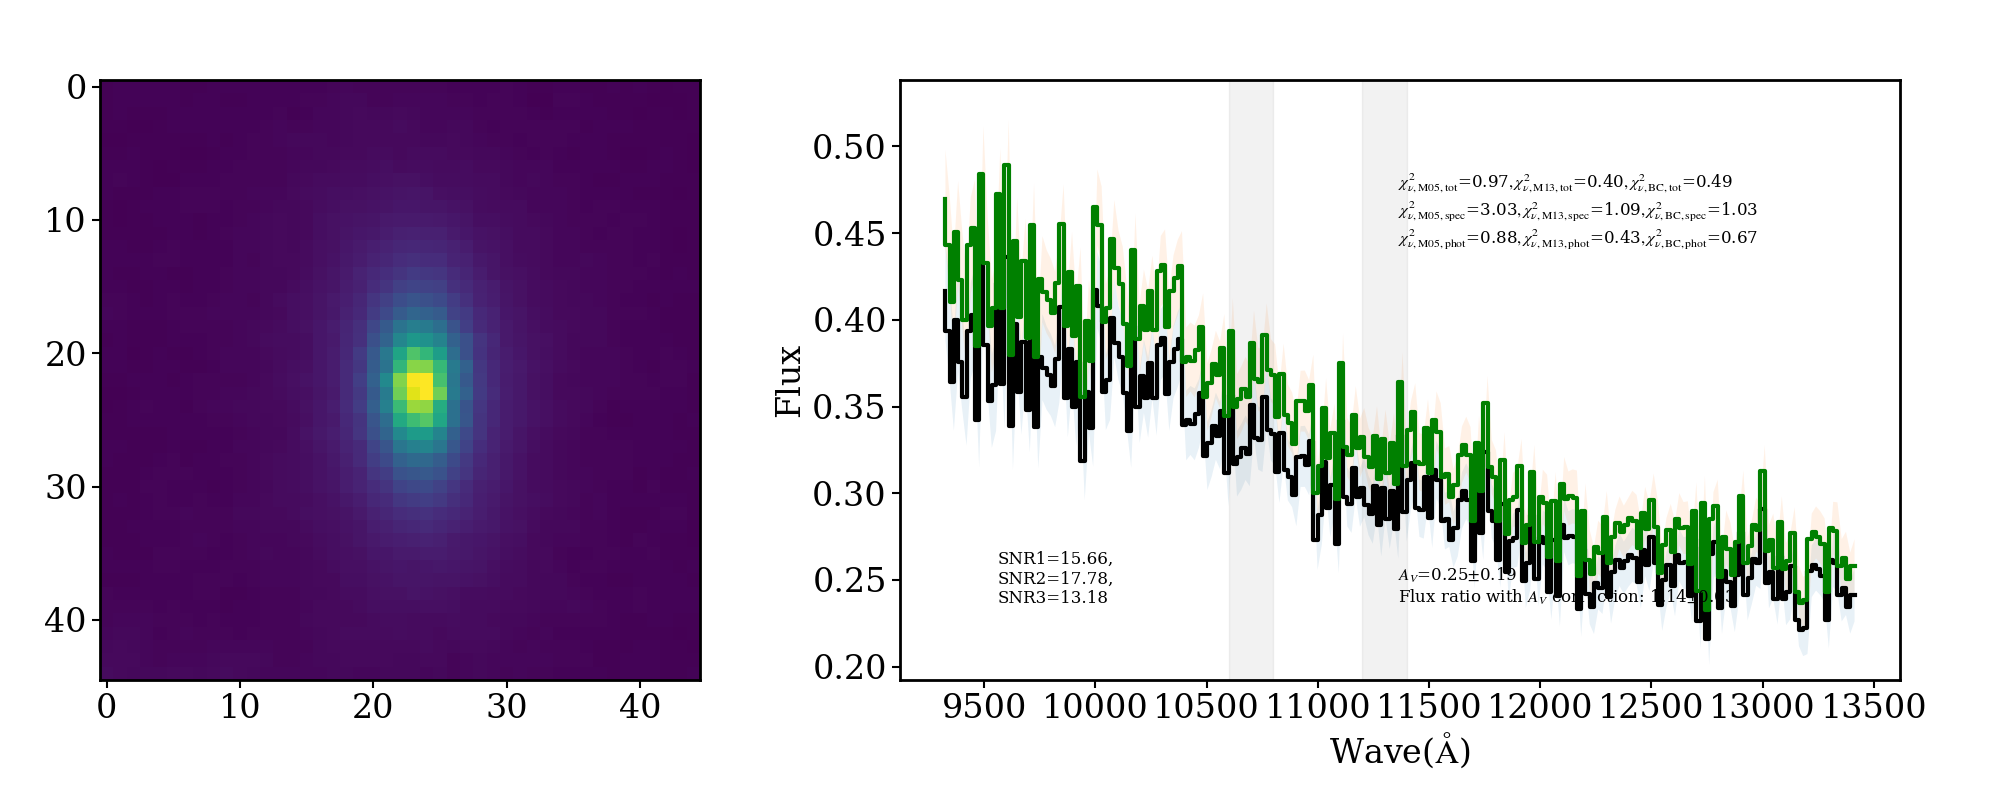 0
10
20
30
40
0 10 20 30 40
Flux
0.50
0.45
0.40
0.35
0.30
0.25
0.20
χ²ν,M05,tot=0.97,χ²ν,M13,tot=0.40,χ²ν,BC,tot=0.49
χ²ν,M05,spec=3.03,χ²ν,M13,spec=1.09,χ²ν,BC,spec=1.03
χ²ν,M05,phot=0.88,χ²ν,M13,phot=0.43,χ²ν,BC,phot=0.67
SNR1=15.66,
SNR2=17.78,
SNR3=13.18
AV=0.25±0.19
Flux ratio with AV correction:
9500 10000 10500 11000 11500 12000 12500 13000 13500
Wave(Å)